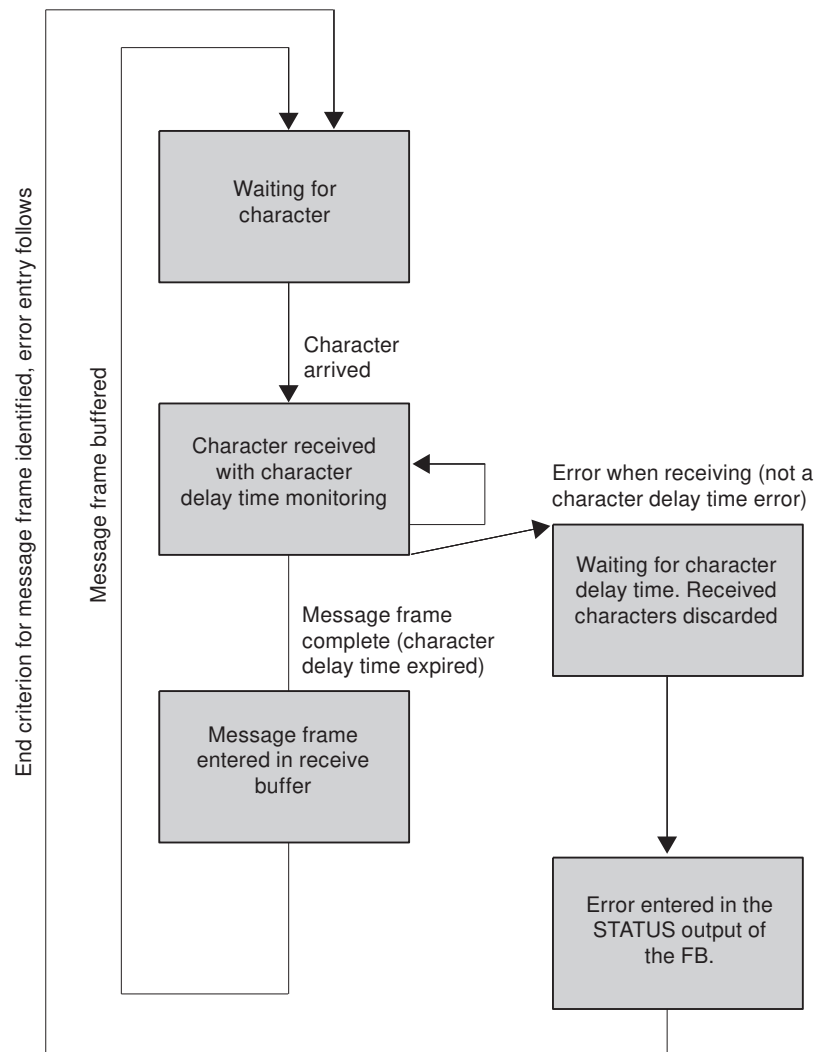 End criterion for message frame identified, error entry follows
Message frame buffered
Waiting for
character
Character
arrived
Character received
with character
delay time monitoring
Error when receiving (not a
character delay time error)
Waiting for character
delay time. Received
characters discarded
Message frame
complete (character
delay time expired)
Message frame
entered in receive
buffer
Error entered in the
STATUS output of
the FB.